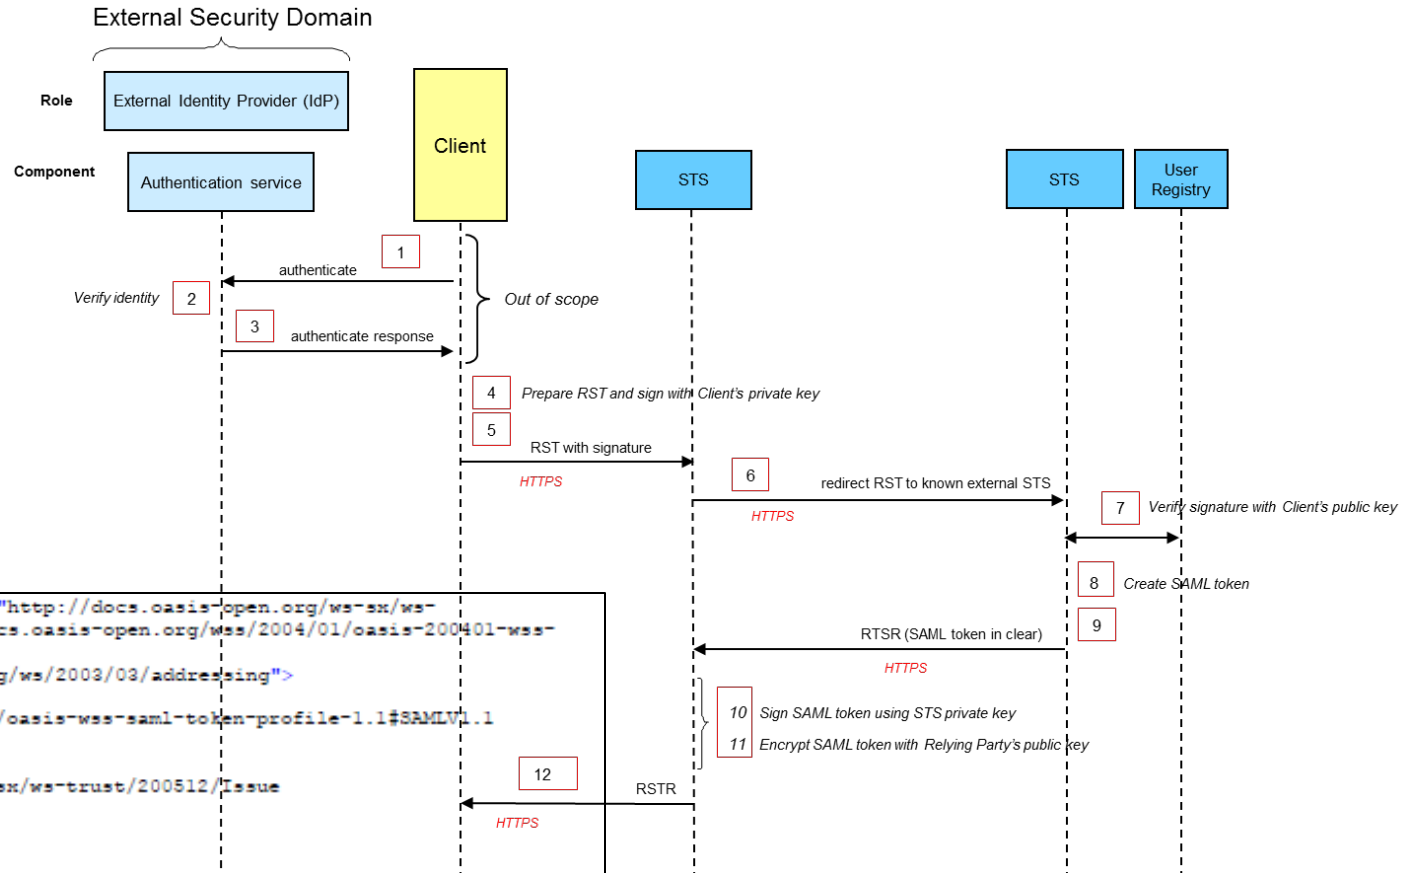 External Security Domain
Role
External Identity Provider (IdP)
Client
Component
Authentication service
STS
STS
User
Registry
1
authenticate
Verify identity
2
Out of scope
3
authenticate response
4
Prepare RST and sign with Client's private key
5
RST with signature
HTTPS
6
redirect RST to known external STS
HTTPS
7
Verify signature with Client's public key
8
Create SAML token
"http://docs.oasis-open.org/ws-sx/ws-
cs.oasis-open.org/wss/2004/01/oasis-200401-wss-
9
RTSR (SAML token in clear)
HTTPS
g/ws/2003/03/addressing">
/oasis-wss-saml-token-profile-1.1#SAMLV1.1
10 Sign SAML token using STS private key
11 Encrypt SAML token with Relying Party's public key
sx/ws-trust/200512/Issue
12
RSTR
HTTPS